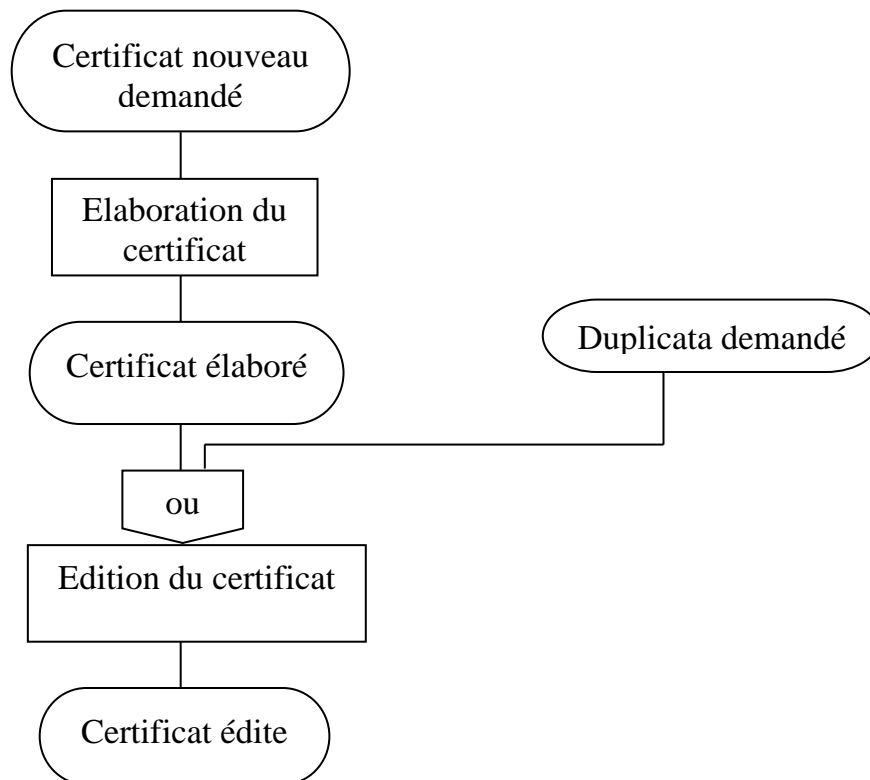 Certificat nouveau
demandé
Elaboration du
certificat
Certificat élaboré
Duplicata demandé
ou
Edition du certificat
Certificat édite